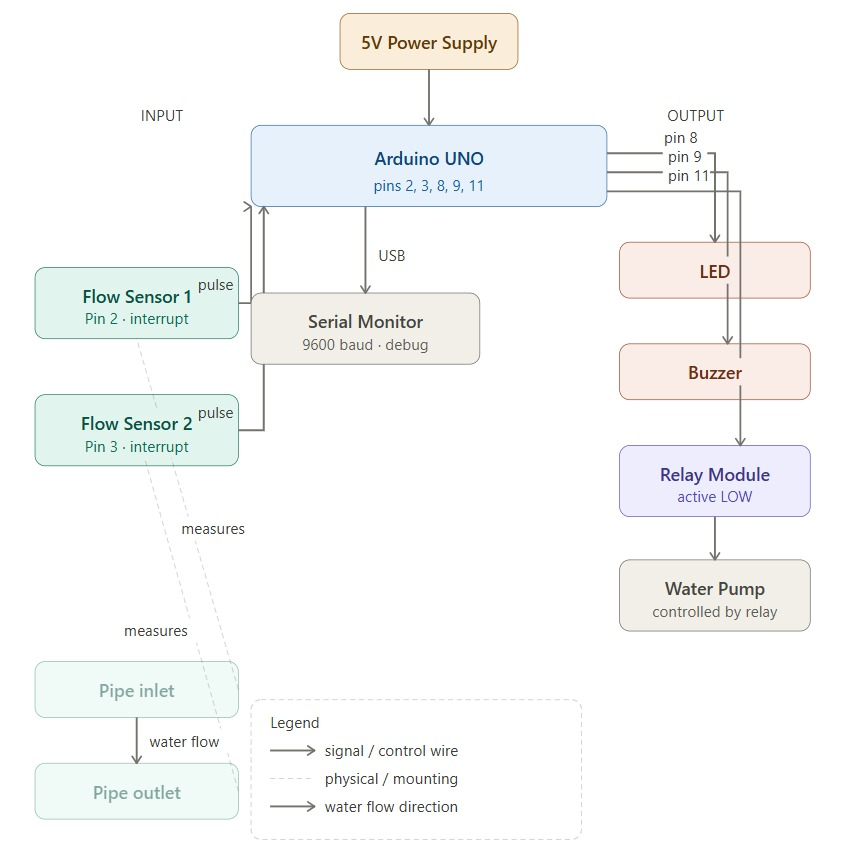 5V Power Supply
INPUT
OUTPUT
pin 8
pin 9
pin 11
Arduino UNO
pins 2, 3, 8, 9, 11
USB
pulse
Flow Sensor 1
Pin 2 · interrupt
LED
Serial Monitor
9600 baud · debug
Buzzer
pulse
Flow Sensor 2
Pin 3 · interrupt
Relay Module
active LOW
measures
Water Pump
controlled by relay
measures
Pipe inlet
water flow
Pipe outlet
Legend
signal / control wire
physical / mounting
water flow direction